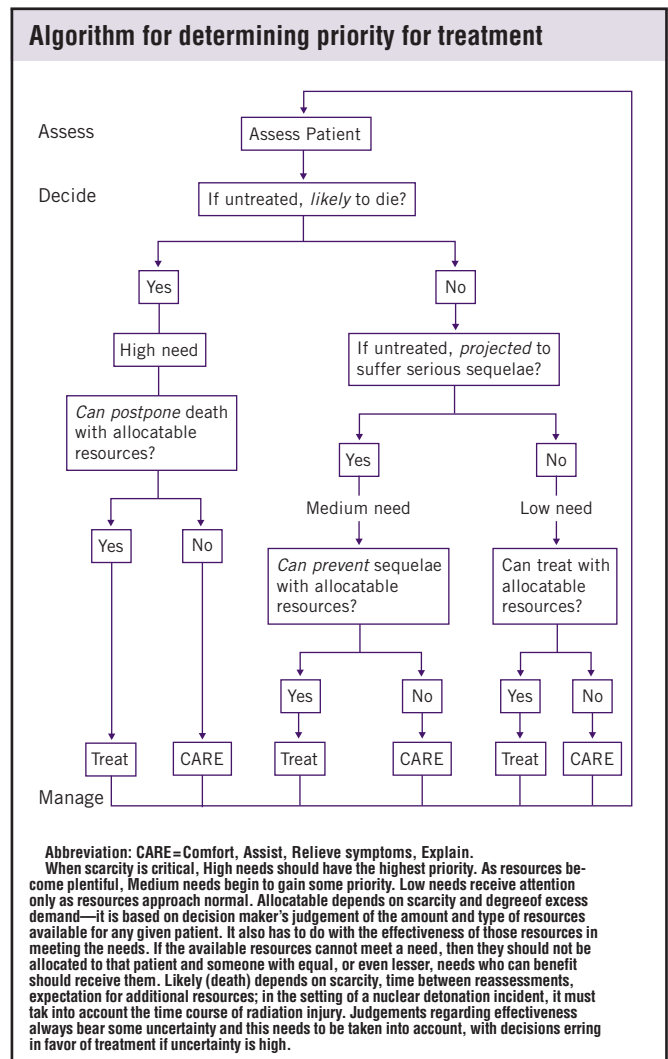 Algorithm for determining priority for treatment
Assess
Assess Patient
Decide
If untreated, likely to die?
Yes
No
High need
If untreated, projected to
suffer serious sequelae?
Can postpone death
with allocatable
resources?
Yes
No
Medium need
Low need
Yes
No
Can prevent sequelae
with allocatable
resources?
Can treat with
allocatable
resources?
Yes
No
Yes
No
Treat
CARE
Treat
CARE
Treat
CARE
Manage
Abbreviation: CARE=Comfort, Assist, Relieve symptoms, Explain.
When scarcity is critical, High needs should have the highest priority. As resources be-
come plentiful, Medium needs begin to gain some priority. Low needs receive attention
only as resources approach normal. Allocatable depends on scarcity and degreeof excess
demand—it is based on decision maker's judgement of the amount and type of resources
available for any given patient. It also has to do with the effectiveness of those resources in
meeting the needs. If the available resources cannot meet a need, then they should not be
allocated to that patient and someone with equal, or even lesser, needs who can benefit
should receive them. Likely (death) depends on scarcity, time between reassessments,
expectation for additional resources; in the setting of a nuclear detonation incident, it must
tak into account the time course of radiation injury. Judgements regarding effectiveness
always bear some uncertainty and this needs to be taken into account, with decisions erring
in favor of treatment if uncertainty is high.